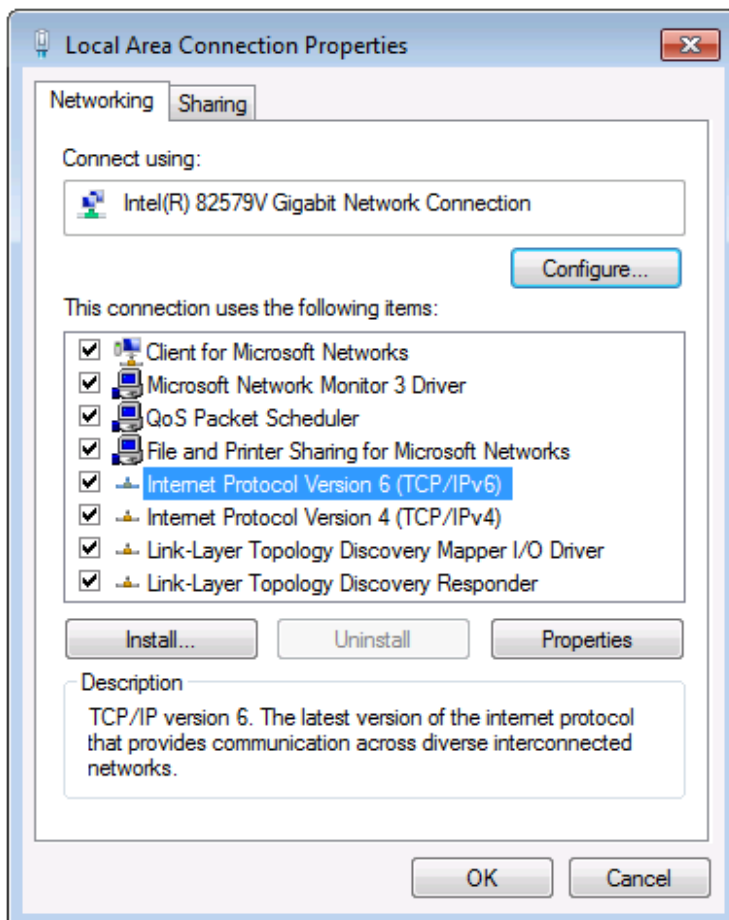 Local Area Connection Properties
Networking
Sharing
Connect using:
Intel(R) 82579V Gigabit Network Connection
Configure...
This connection uses the following items:
Client for Microsoft Networks
Microsoft Network Monitor 3 Driver
QoS Packet Scheduler
File and Printer Sharing for Microsoft Networks
Internet Protocol Version 6 (TCP/IPv6)
Internet Protocol Version 4 (TCP/IPv4)
Link-Layer Topology Discovery Mapper I/O Driver
Link-Layer Topology Discovery Responder
Install...
Uninstall
Properties
Description
TCP/IP version 6. The latest version of the internet protocol
that provides communication across diverse interconnected
networks.
OK
Cancel